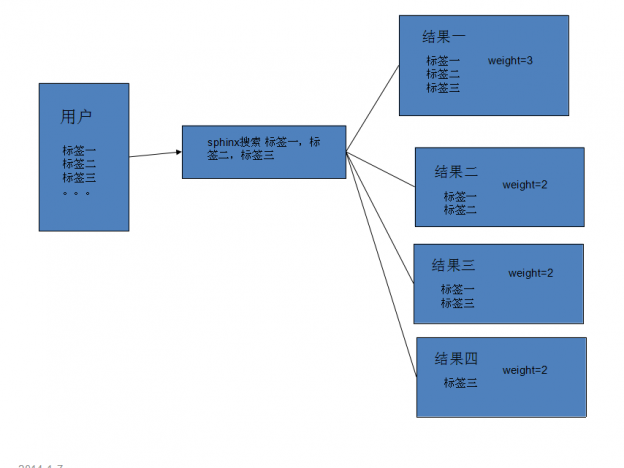 用户
标签一
标签二
标签三
。。。
sphinx搜索 标签一，标
签二，标签三
结果一
标签一
标签二
标签三
weight=3
结果二
标签一
标签二
weight=2
结果三
标签一
标签三
weight=2
结果四
标签三
weight=2